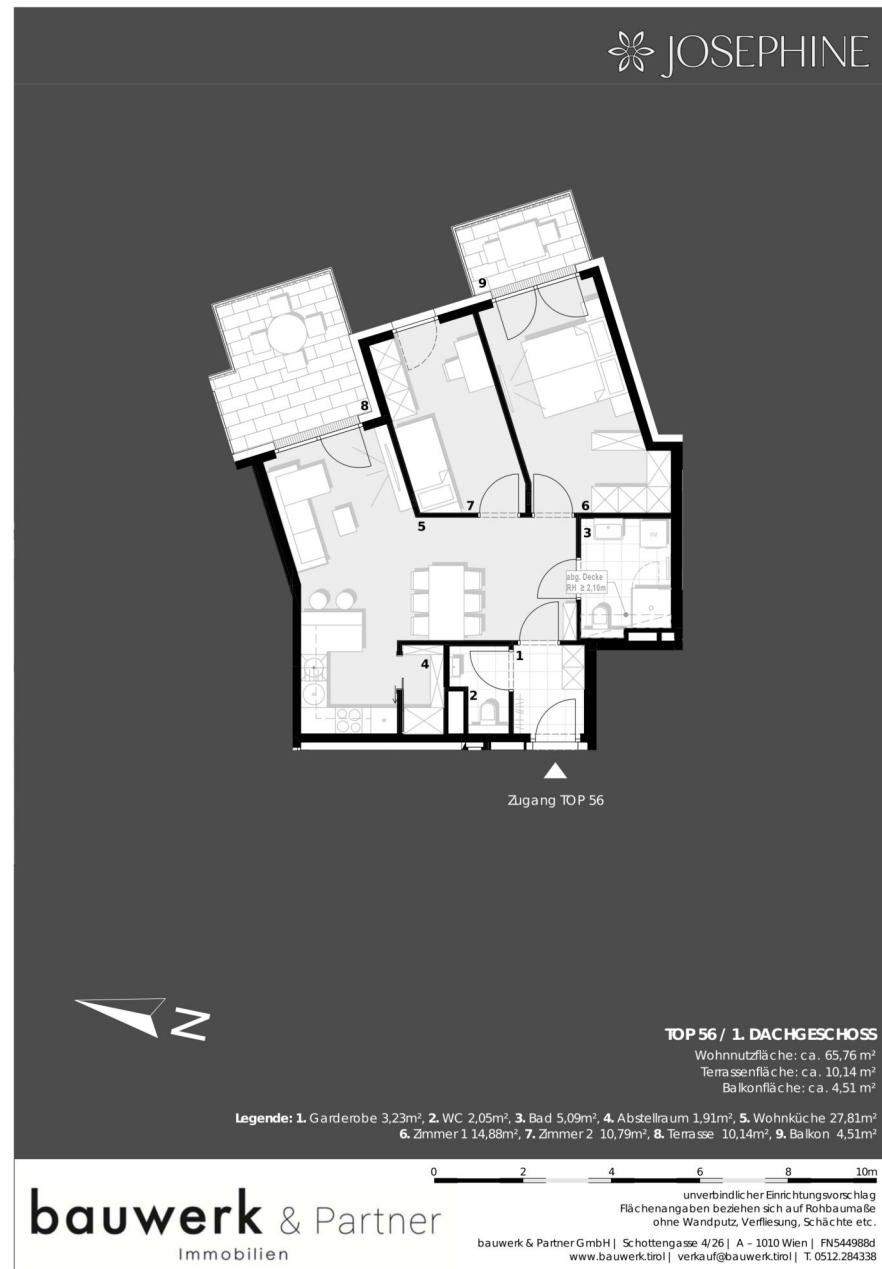 JOSEPHINE
9
8
7
6
5
3
abg. Decke
RH ≥ 2,10m
WM
1
4
2
Zugang TOP 56
N
TOP 56 / 1. DACHGESCHOSS
Wohnnutzfläche: ca. 65,76 m²
Terrassenfläche: ca. 10,14 m²
Balkonfläche: ca. 4,51 m²
Legende: 1. Garderobe 3,23m², 2. WC 2,05m², 3. Bad 5,09m², 4. Abstellraum 1,91m², 5. Wohnküche 27,81m²
6. Zimmer 1 14,88m², 7. Zimmer 2 10,79m², 8. Terrasse 10,14m², 9. Balkon 4,51m²
0 2 4 6 8 10m
bauwerk & Partner
Immobilien
unverbindlicher Einrichtungsvorschlag
Flächenangaben beziehen sich auf Rohbaumaße
ohne Wandputz, Verfliesung, Schächte etc.
bauwerk & Partner GmbH | Schottengasse 4/26 | A – 1010 Wien | FN544988d
www.bauwerk.tirol | verkauf@bauwerk.tirol | T. 0512.284338